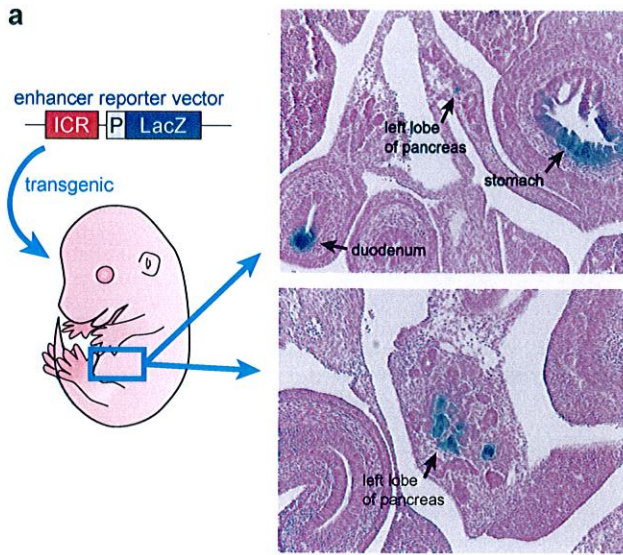 a
enhancer reporter vector
ICR P LacZ
transgenic
left lobe
of pancreas
stomach
duodenum
left lobe
of pancreas